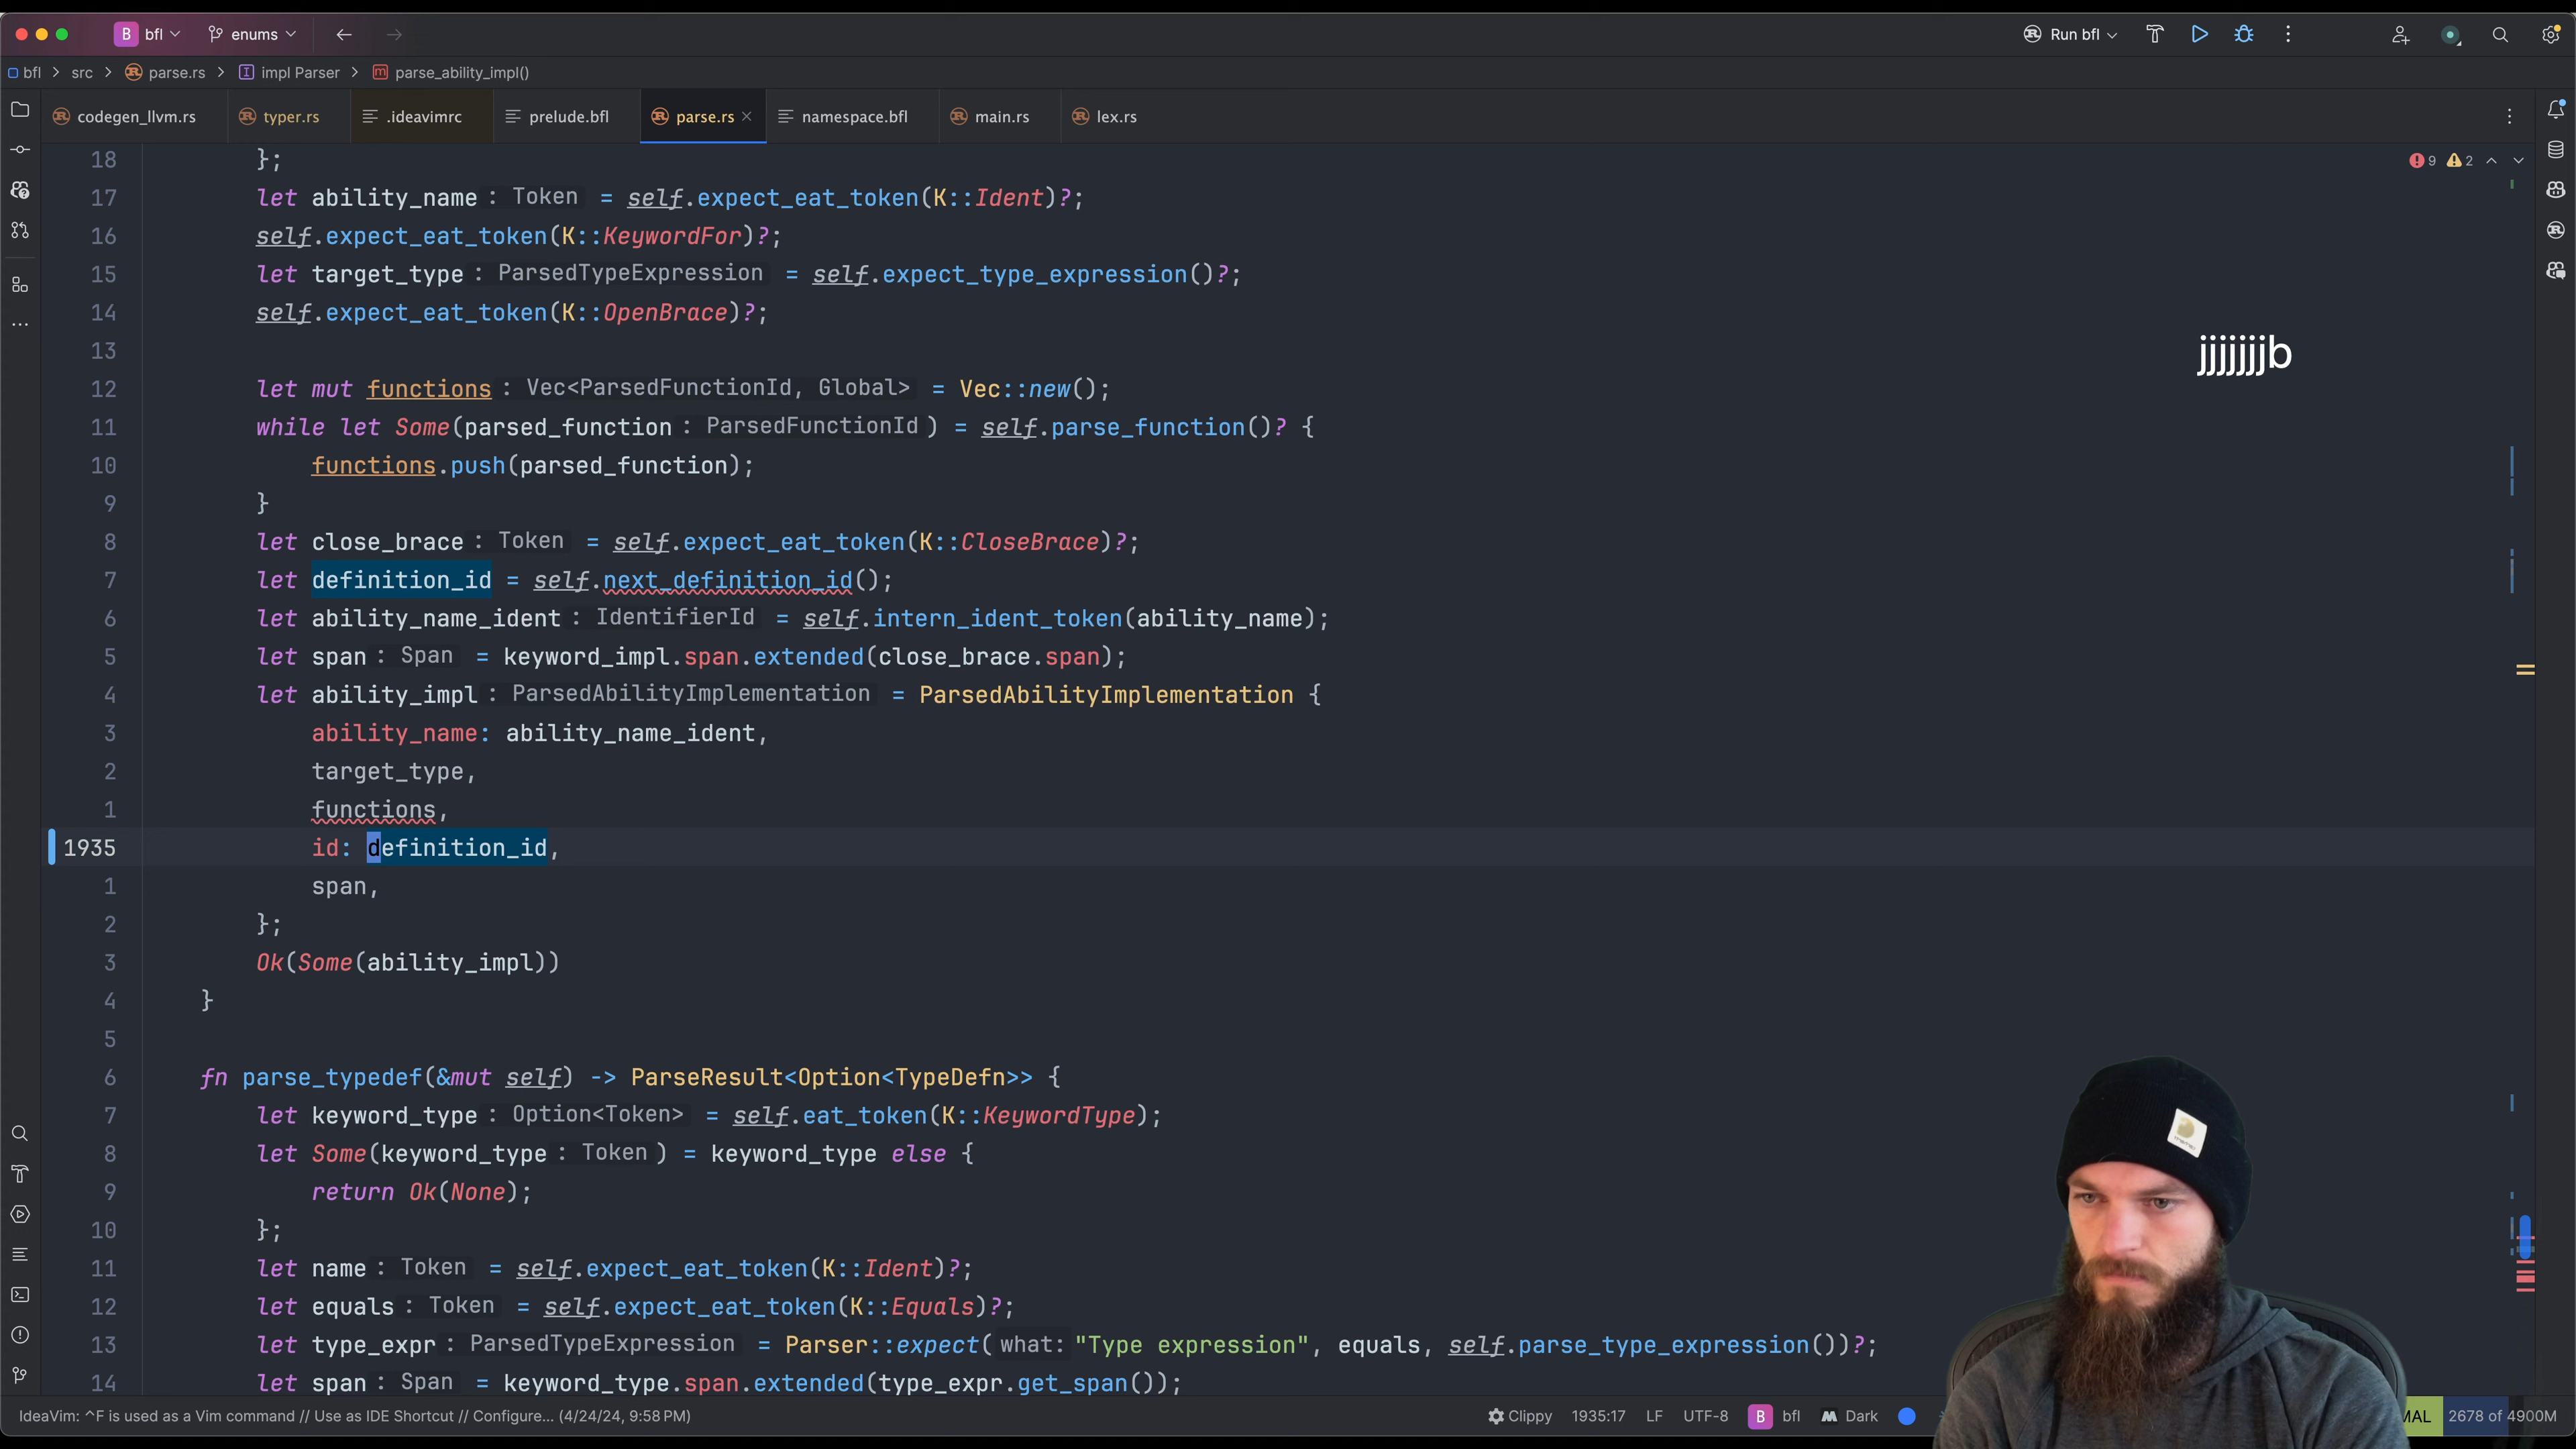 B bfl enums Run bfl
bfl > src > parse.rs > impl Parser > parse_ability_impl()
codegen_llvm.rs typer.rs .ideavimrc prelude.bfl parse.rs namespace.bfl main.rs lex.rs
18 };
9 2
17 let ability_name: Token = self.expect_eat_token(K::Ident)?;
16 self.expect_eat_token(K::KeywordFor)?;
15 let target_type: ParsedTypeExpression = self.expect_type_expression()?;
14 self.expect_eat_token(K::OpenBrace)?;
13
jjjjjjjb
12 let mut functions: Vec<ParsedFunctionId, Global> = Vec::new();
11 while let Some(parsed_function: ParsedFunctionId) = self.parse_function()? {
10 functions.push(parsed_function);
9 }
8 let close_brace: Token = self.expect_eat_token(K::CloseBrace)?;
7 let definition_id = self.next_definition_id();
6 let ability_name_ident: IdentifierId = self.intern_ident_token(ability_name);
5 let span: Span = keyword_impl.span.extended(close_brace.span);
4 let ability_impl: ParsedAbilityImplementation = ParsedAbilityImplementation {
3 ability_name: ability_name_ident,
2 target_type,
1 functions,
1935 id: definition_id,
1 span,
2 };
3 Ok(Some(ability_impl))
4 }
5
6 fn parse_typedef(&mut self) -> ParseResult<Option<TypeDefn>> {
7 let keyword_type: Option<Token> = self.eat_token(K::KeywordType);
8 let Some(keyword_type: Token) = keyword_type else {
9 return Ok(None);
10 };
11 let name: Token = self.expect_eat_token(K::Ident)?;
12 let equals: Token = self.expect_eat_token(K::Equals)?;
13 let type_expr: ParsedTypeExpression = Parser::expect(what: "Type expression", equals, self.parse_type_expression())?;
14 let span: Span = keyword_type.span.extended(type_expr.get_span());
IdeaVim: ^F is used as a Vim command // Use as IDE Shortcut // Configure... (4/24/24, 9:58 PM) Clippy 1935:17 LF UTF-8 B bfl Dark 2678 of 4900M